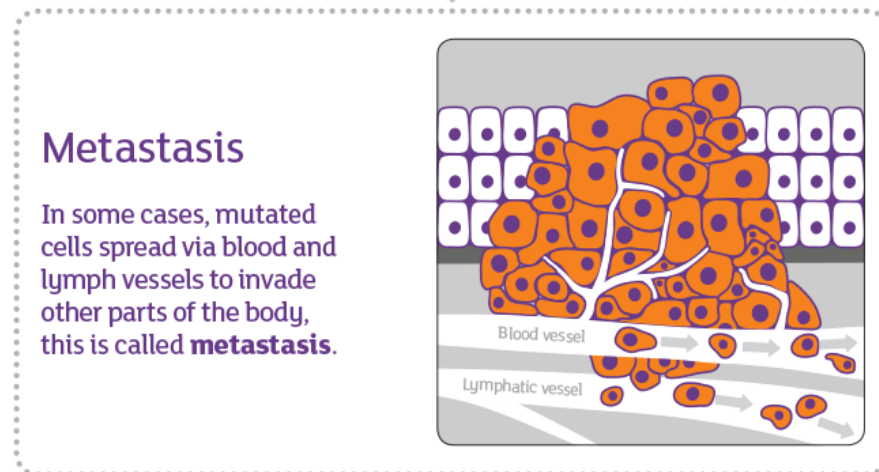 Metastasis
In some cases, mutated
cells spread via blood and
lymph vessels to invade
other parts of the body,
this is called metastasis.
Blood vessel
Lymphatic vessel